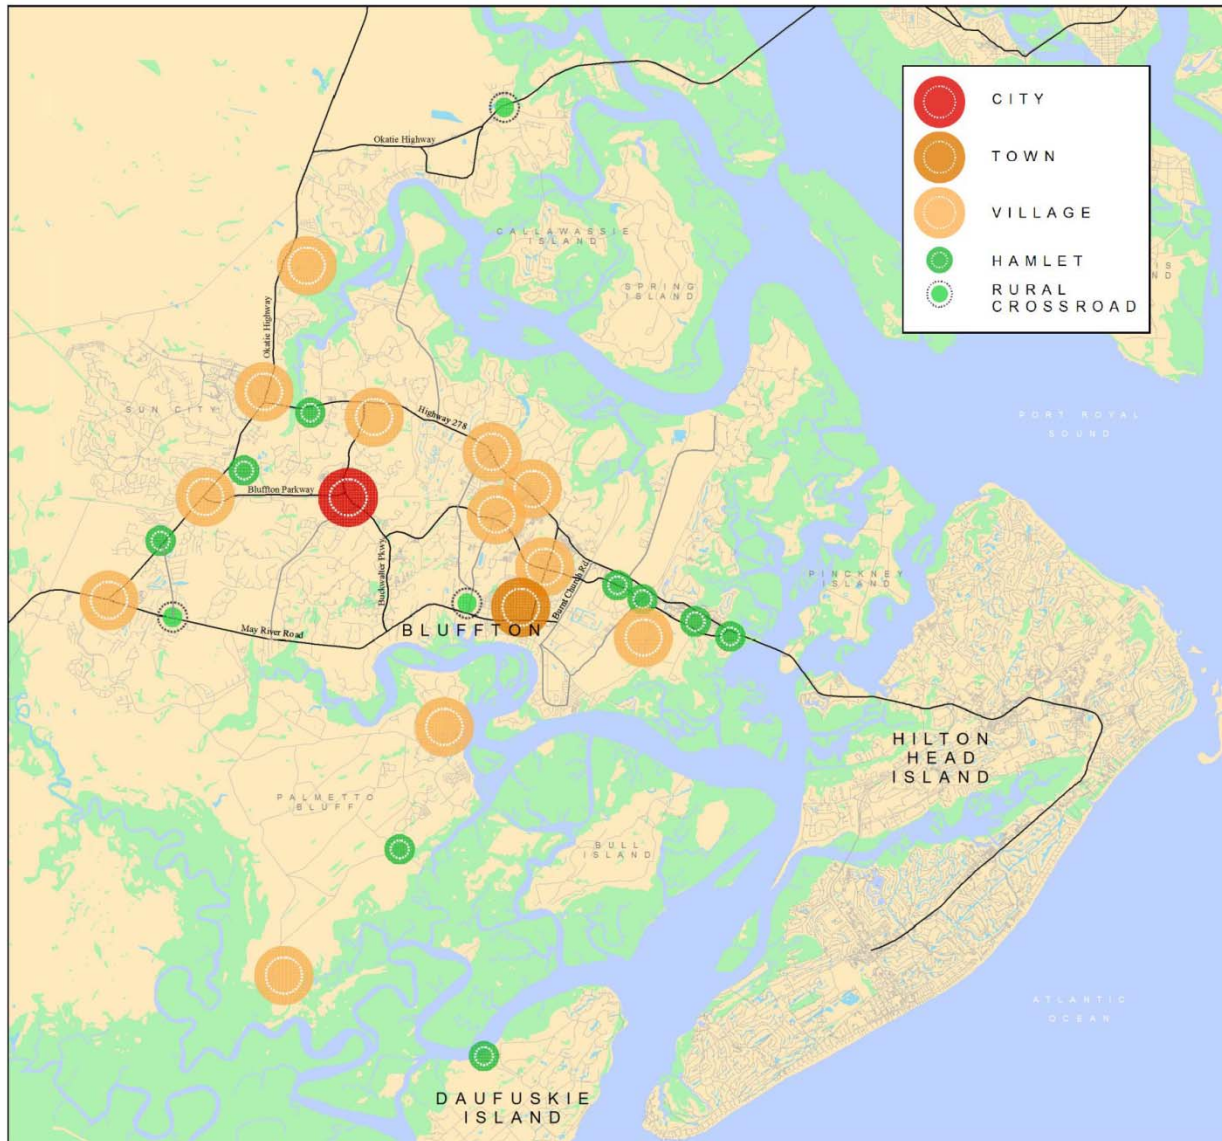 CITY
TOWN
VILLAGE
HAMLET
RURAL
CROSSROAD
Okatie Highway
CALLAWASSIE
ISLAND
SPRING
ISLAND
Okatie Highway
SUN CITY
Highway 278
PORT ROYAL
SOUND
Bluffton Parkway
Buckwalter Pkwy
Burnt Church Rd.
PINCKNEY
ISLAND
May River Road
BLUFFTON
HILTON
HEAD
ISLAND
PALMETTO
BLUFF
BULL
ISLAND
ATLANTIC
OCEAN
DAUFUSKIE
ISLAND